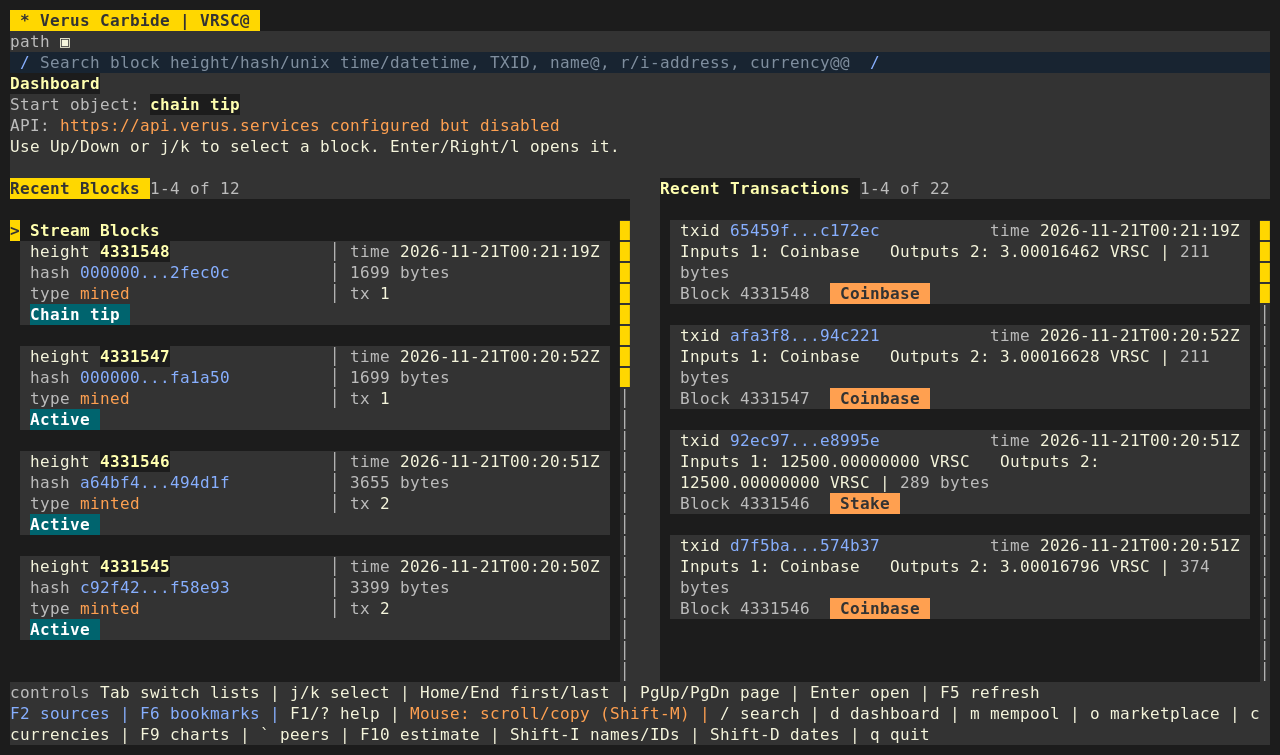 * Verus Carbide | VRSC@
path ▣
/ Search block height/hash/unix time/datetime, TXID, name@, r/i-address, currency@@  /
Dashboard
Start object: chain tip
API: https://api.verus.services configured but disabled
Use Up/Down or j/k to select a block. Enter/Right/l opens it.
Recent Blocks 1-4 of 12
> Stream Blocks
height 4331548 | time 2026-11-21T00:21:19Z
hash 000000...2fec0c | 1699 bytes
type mined | tx 1
Chain tip
height 4331547 | time 2026-11-21T00:20:52Z
hash 000000...fa1a50 | 1699 bytes
type mined | tx 1
Active
height 4331546 | time 2026-11-21T00:20:51Z
hash a64bf4...494d1f | 3655 bytes
type minted | tx 2
Active
height 4331545 | time 2026-11-21T00:20:50Z
hash c92f42...f58e93 | 3399 bytes
type minted | tx 2
Active
Recent Transactions 1-4 of 22
txid 65459f...c172ec time 2026-11-21T00:21:19Z
Inputs 1: Coinbase   Outputs 2: 3.00016462 VRSC | 211
bytes
Block 4331548  Coinbase
txid afa3f8...94c221 time 2026-11-21T00:20:52Z
Inputs 1: Coinbase   Outputs 2: 3.00016628 VRSC | 211
bytes
Block 4331547  Coinbase
txid 92ec97...e8995e time 2026-11-21T00:20:51Z
Inputs 1: 12500.00000000 VRSC   Outputs 2:
12500.00000000 VRSC | 289 bytes
Block 4331546  Stake
txid d7f5ba...574b37 time 2026-11-21T00:20:51Z
Inputs 1: Coinbase   Outputs 2: 3.00016796 VRSC | 374
bytes
Block 4331546  Coinbase
controls Tab switch lists | j/k select | Home/End first/last | PgUp/PgDn page | Enter open | F5 refresh
F2 sources | F6 bookmarks | F1/? help | Mouse: scroll/copy (Shift-M) | / search | d dashboard | m mempool | o marketplace | c
currencies | F9 charts | ` peers | F10 estimate | Shift-I names/IDs | Shift-D dates | q quit